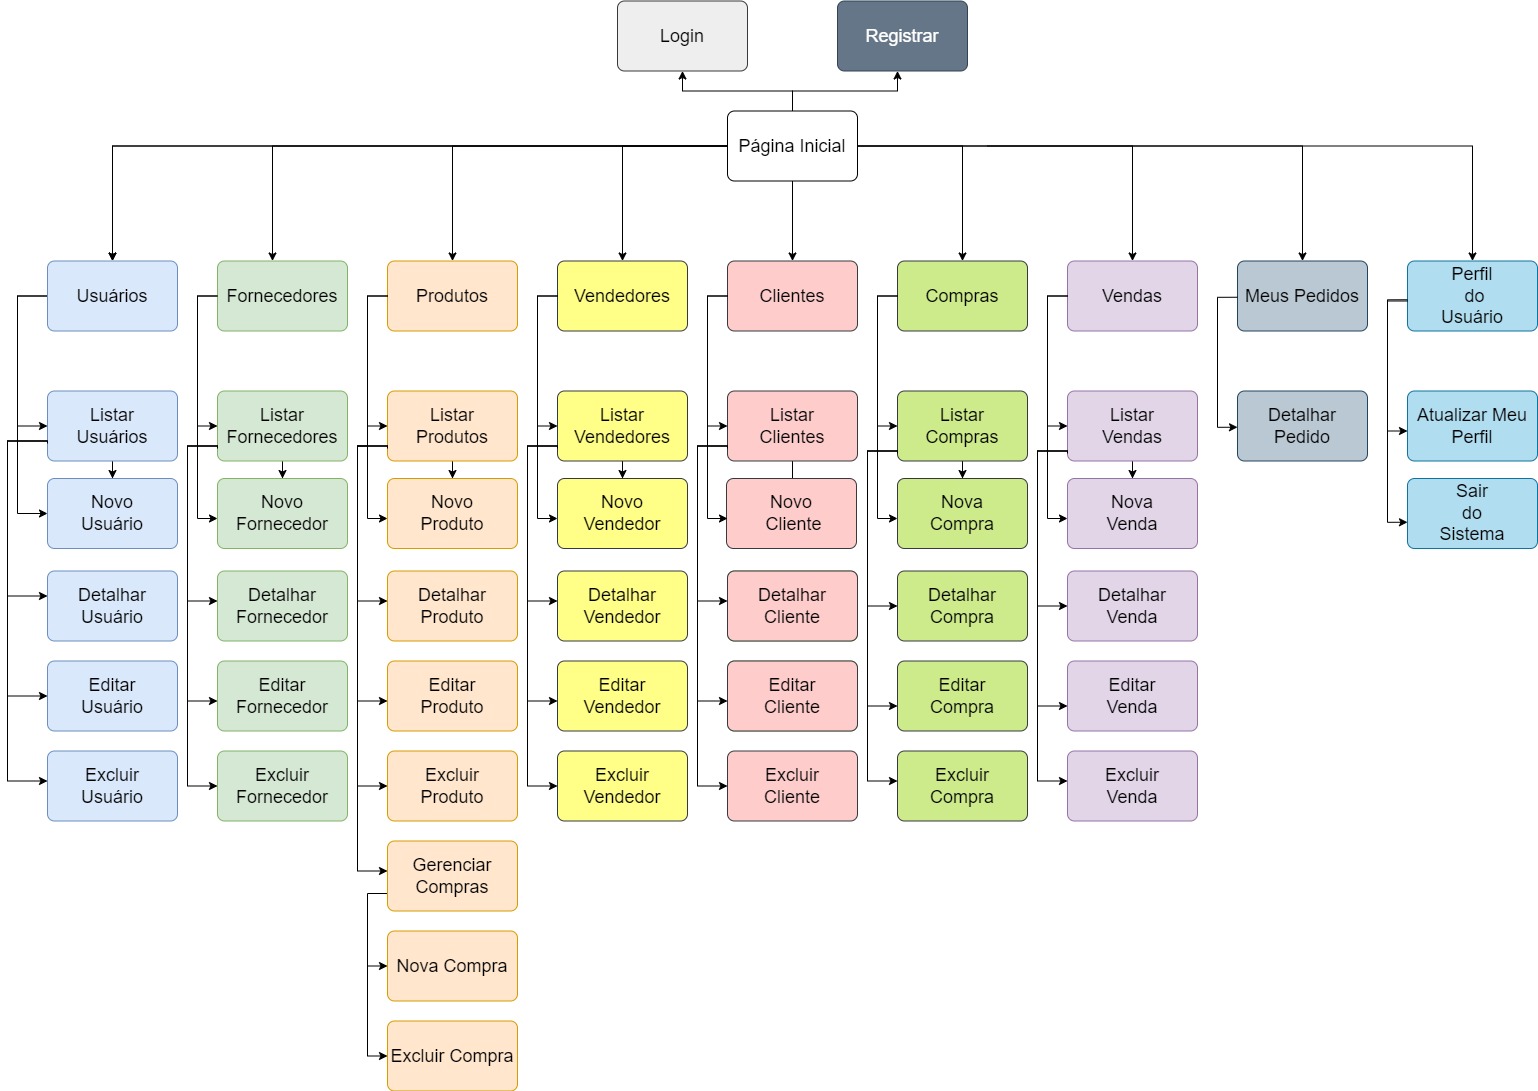 Login
Registrar
Página Inicial
Usuários
Fornecedores
Produtos
Vendedores
Clientes
Compras
Vendas
Meus Pedidos
Perfil
do
Usuário
Listar
Usuários
Listar
Fornecedores
Listar
Produtos
Listar
Vendedores
Listar
Clientes
Listar
Compras
Listar
Vendas
Detalhar
Pedido
Atualizar Meu
Perfil
Novo
Usuário
Novo
Fornecedor
Novo
Produto
Novo
Vendedor
Novo
Cliente
Nova
Compra
Nova
Venda
Sair
do
Sistema
Detalhar
Usuário
Detalhar
Fornecedor
Detalhar
Produto
Detalhar
Vendedor
Detalhar
Cliente
Detalhar
Compra
Detalhar
Venda
Editar
Usuário
Editar
Fornecedor
Editar
Produto
Editar
Vendedor
Editar
Cliente
Editar
Compra
Editar
Venda
Excluir
Usuário
Excluir
Fornecedor
Excluir
Produto
Excluir
Vendedor
Excluir
Cliente
Excluir
Compra
Excluir
Venda
Gerenciar
Compras
Nova Compra
Excluir Compra